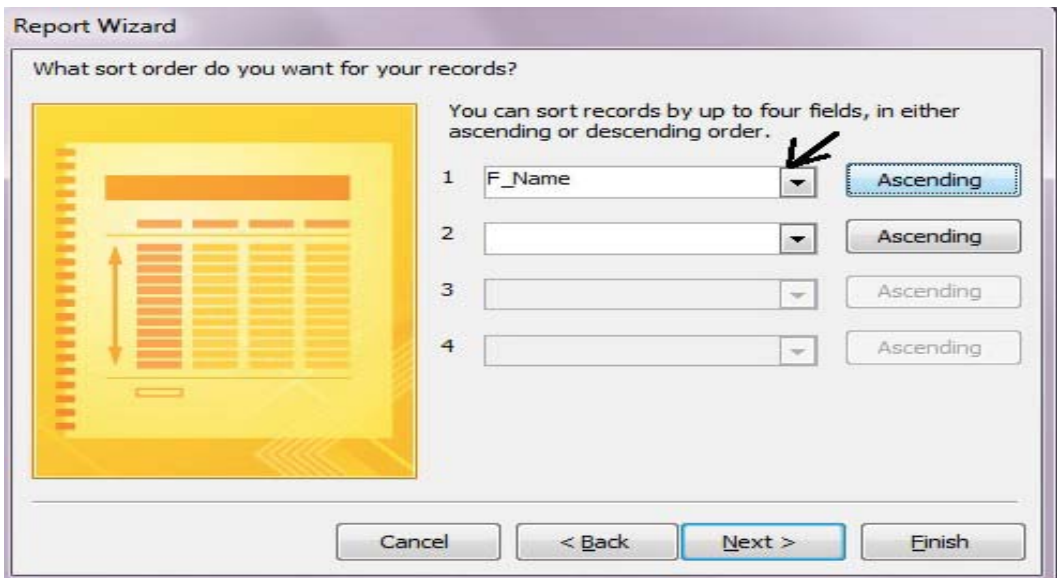 Report Wizard
What sort order do you want for your records?
You can sort records by up to four fields, in either
ascending or descending order.
1 F_Name Ascending
2 Ascending
3 Ascending
4 Ascending
Cancel < Back Next > Finish